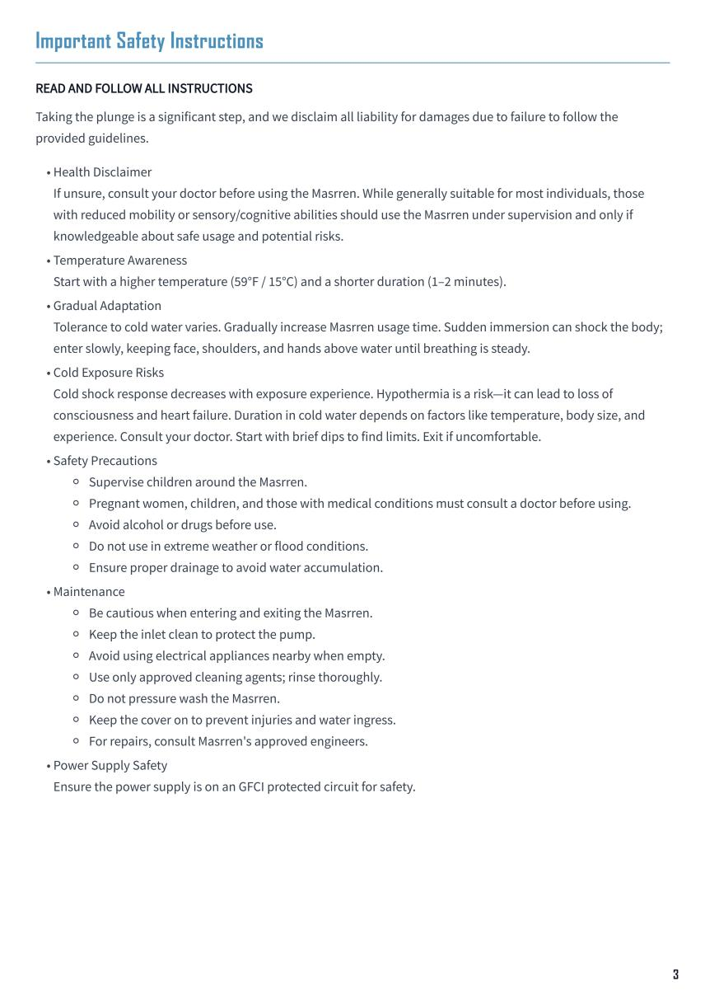 Important Safety Instructions
READ AND FOLLOW ALL INSTRUCTIONS
Taking the plunge is a significant step, and we disclaim all liability for damages due to failure to follow the
provided guidelines.
• Health Disclaimer
If unsure, consult your doctor before using the Masrren. While generally suitable for most individuals, those
with reduced mobility or sensory/cognitive abilities should use the Masrren under supervision and only if
knowledgeable about safe usage and potential risks.
• Temperature Awareness
Start with a higher temperature (59°F / 15°C) and a shorter duration (1–2 minutes).
• Gradual Adaptation
Tolerance to cold water varies. Gradually increase Masrren usage time. Sudden immersion can shock the body;
enter slowly, keeping face, shoulders, and hands above water until breathing is steady.
• Cold Exposure Risks
Cold shock response decreases with exposure experience. Hypothermia is a risk—it can lead to loss of
consciousness and heart failure. Duration in cold water depends on factors like temperature, body size, and
experience. Consult your doctor. Start with brief dips to find limits. Exit if uncomfortable.
• Safety Precautions
○ Supervise children around the Masrren.
○ Pregnant women, children, and those with medical conditions must consult a doctor before using.
○ Avoid alcohol or drugs before use.
○ Do not use in extreme weather or flood conditions.
○ Ensure proper drainage to avoid water accumulation.
• Maintenance
○ Be cautious when entering and exiting the Masrren.
○ Keep the inlet clean to protect the pump.
○ Avoid using electrical appliances nearby when empty.
○ Use only approved cleaning agents; rinse thoroughly.
○ Do not pressure wash the Masrren.
○ Keep the cover on to prevent injuries and water ingress.
○ For repairs, consult Masrren's approved engineers.
• Power Supply Safety
Ensure the power supply is on an GFCI protected circuit for safety.
3